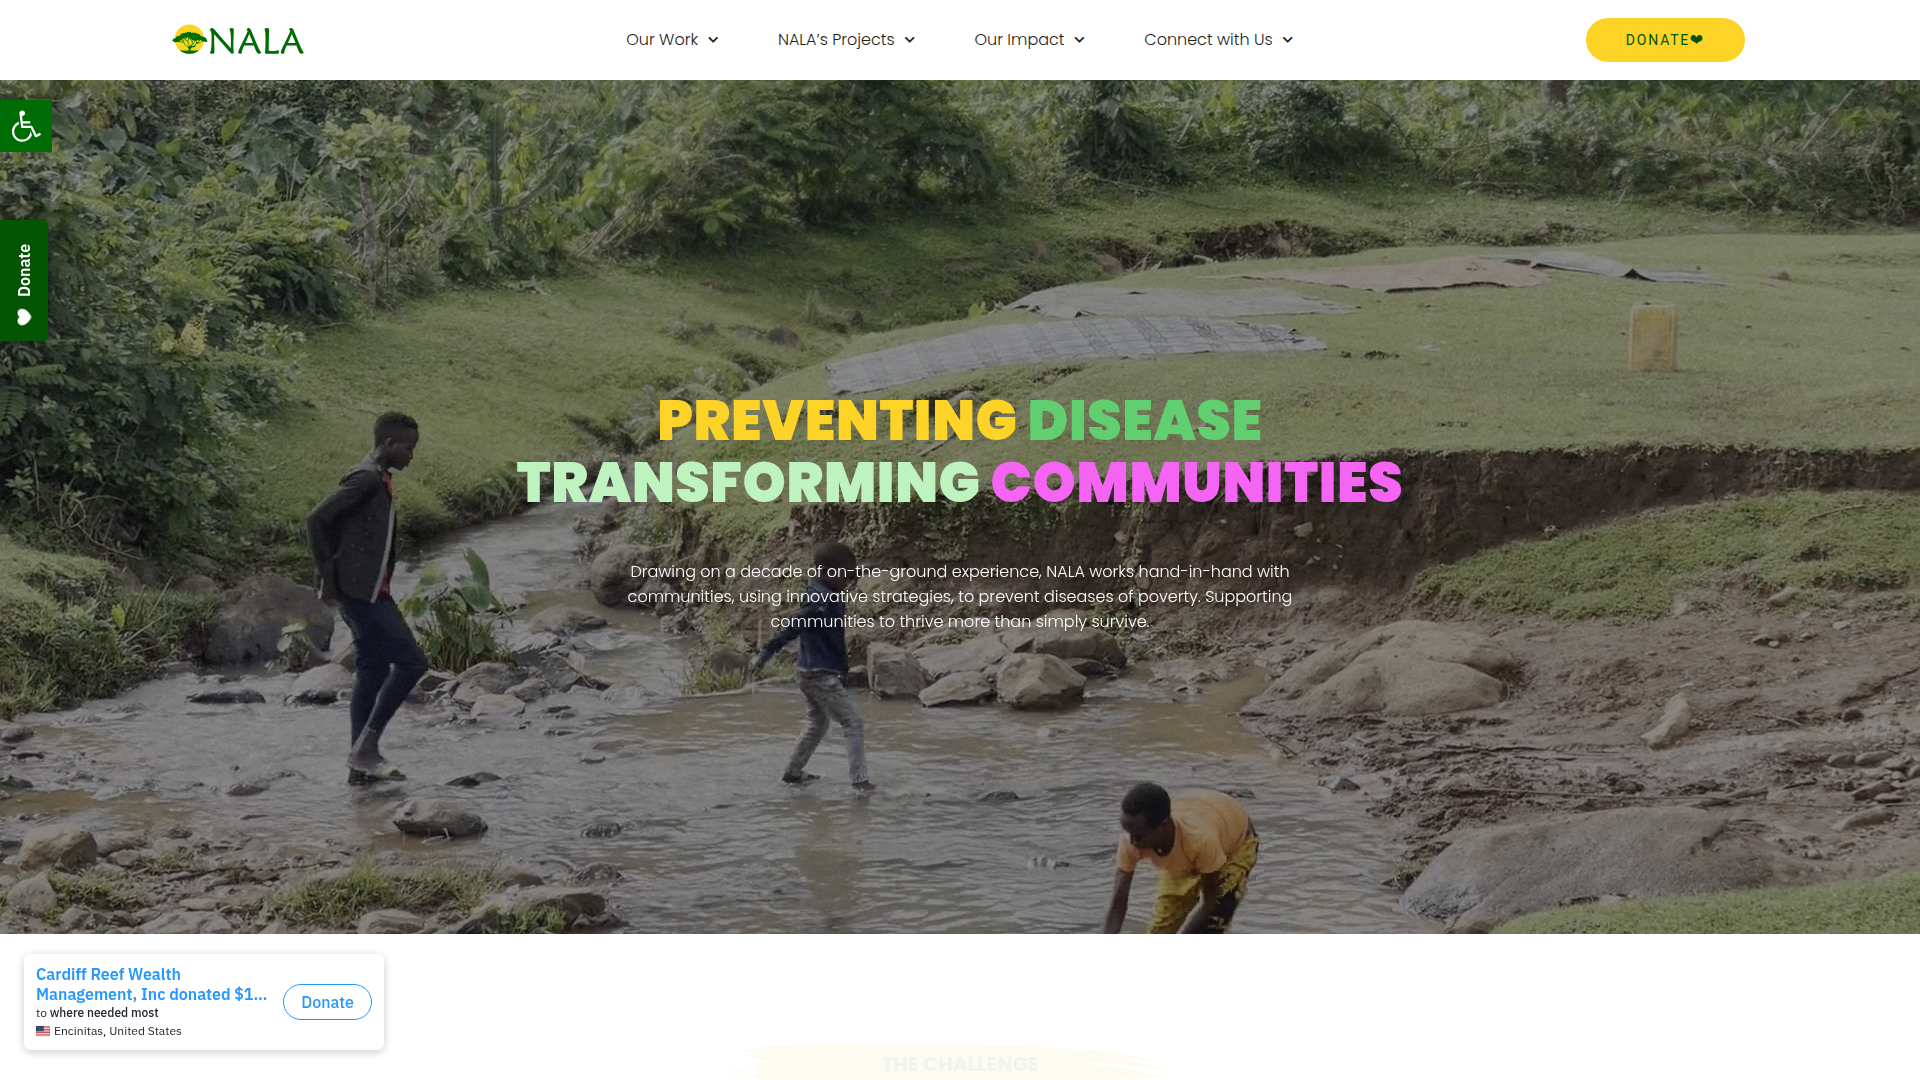 NALA
Our Work
NALA's Projects
Our Impact
Connect with Us
DONATE❤
Donate
PREVENTING DISEASE
TRANSFORMING COMMUNITIES
Drawing on a decade of on-the-ground experience, NALA works hand-in-hand with
communities, using innovative strategies, to prevent diseases of poverty. Supporting
communities to thrive more than simply survive.
Cardiff Reef Wealth
Management, Inc donated $1...
to where needed most
Encinitas, United States
Donate
THE CHALLENGE